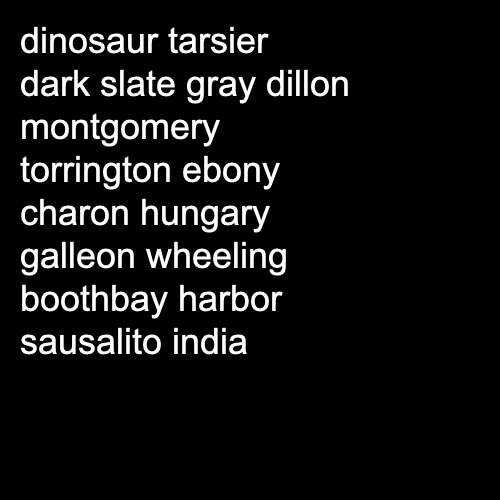 dinosaur tarsier
dark slate gray dillon
montgomery
torrington ebony
charon hungary
galleon wheeling
boothbay harbor
sausalito india